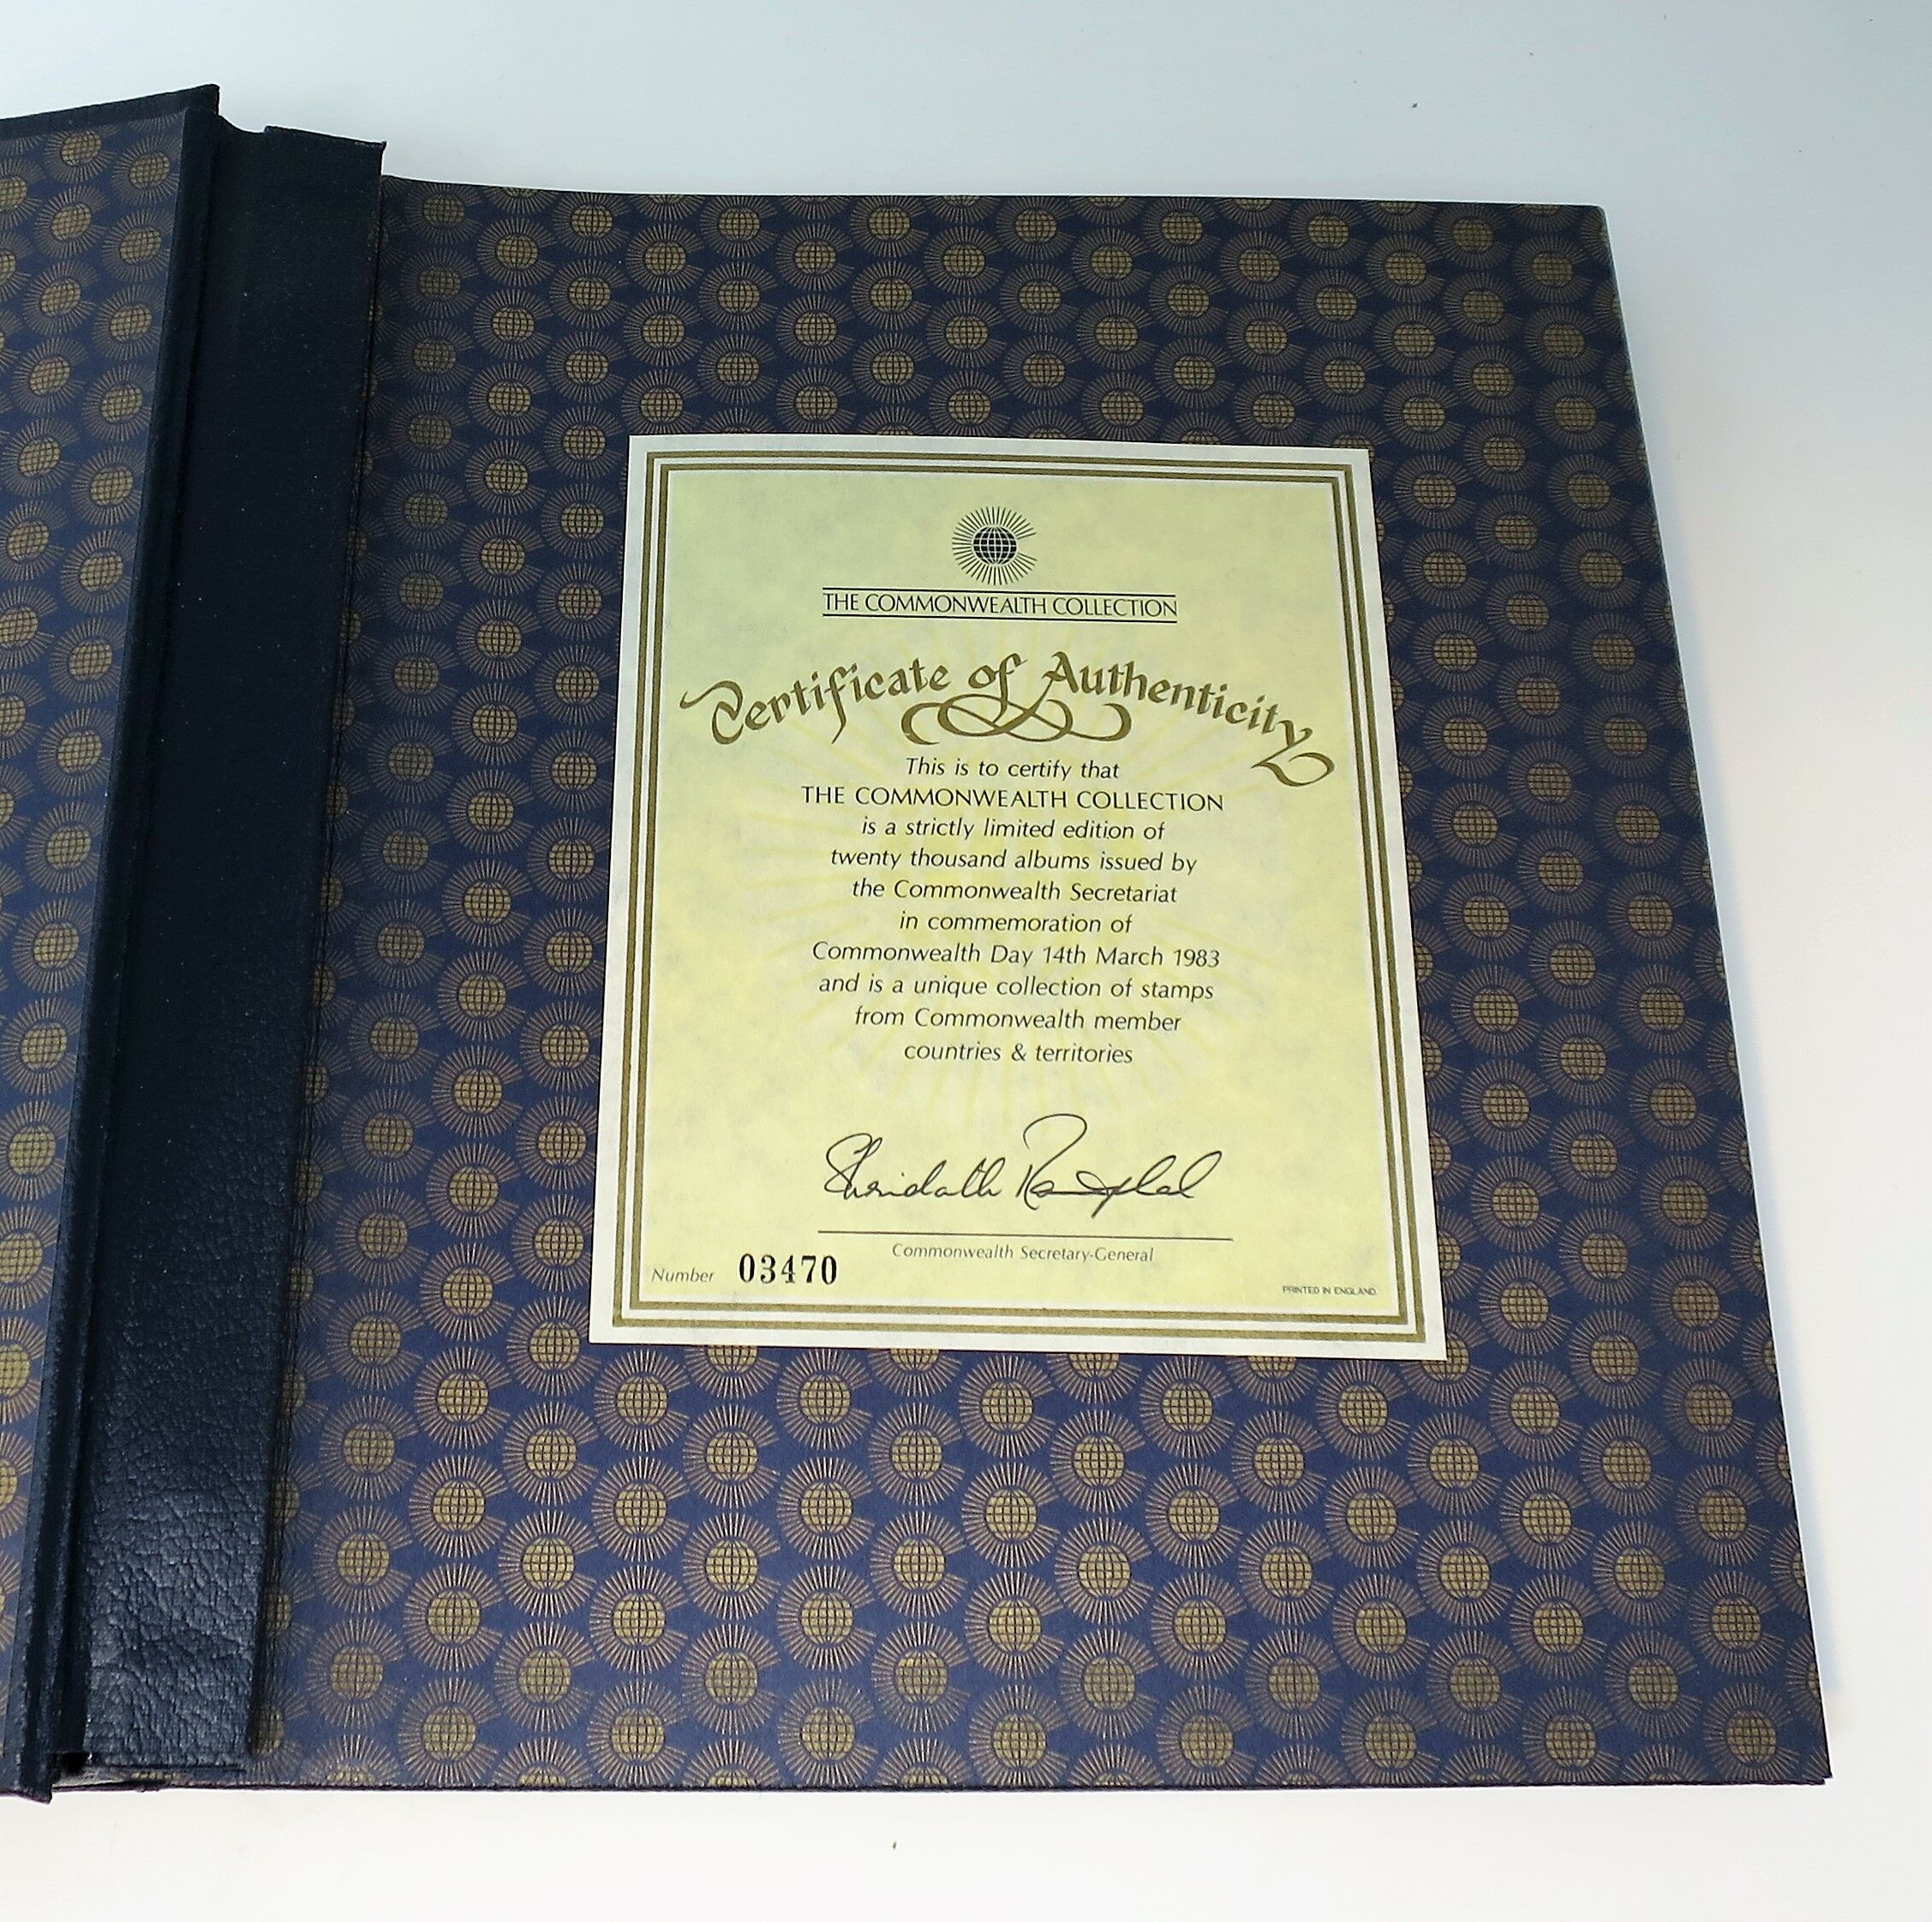 THE COMMONWEALTH COLLECTION
Certificate of Authenticity
This is to certify that
THE COMMONWEALTH COLLECTION
is a strictly limited edition of
twenty thousand albums issued by
the Commonwealth Secretariat
in commemoration of
Commonwealth Day 14th March 1983
and is a unique collection of stamps
from Commonwealth member
countries & territories
Shridath Ramphal
Commonwealth Secretary-General
Number 03470
PRINTED IN ENGLAND.